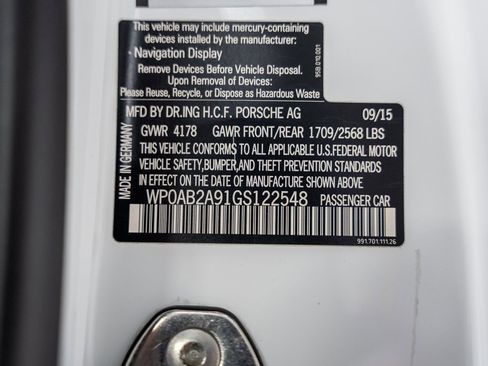 This vehicle may include mercury-containing
devices installed by the manufacturer:
Navigation Display
Remove Devices Before Vehicle Disposal.
Upon Removal of Devices:
Please Reuse, Recycle, or Dispose as Hazardous Waste
95B.010.001
MFD BY DR.ING H.C.F. PORSCHE AG 09/15
GVWR 4178 GAWR FRONT/REAR 1709/2568 LBS
THIS VEHICLE CONFORMS TO ALL APPLICABLE U.S.FEDERAL MOTOR
VEHICLE SAFETY,BUMPER,AND THEFT PREVENTION STANDARDS
IN EFFECT ON THE DATE OF MANUFACTURE SHOWN ABOVE
WP0AB2A91GS122548 PASSENGER CAR
MADE IN GERMANY
991.701.111.26